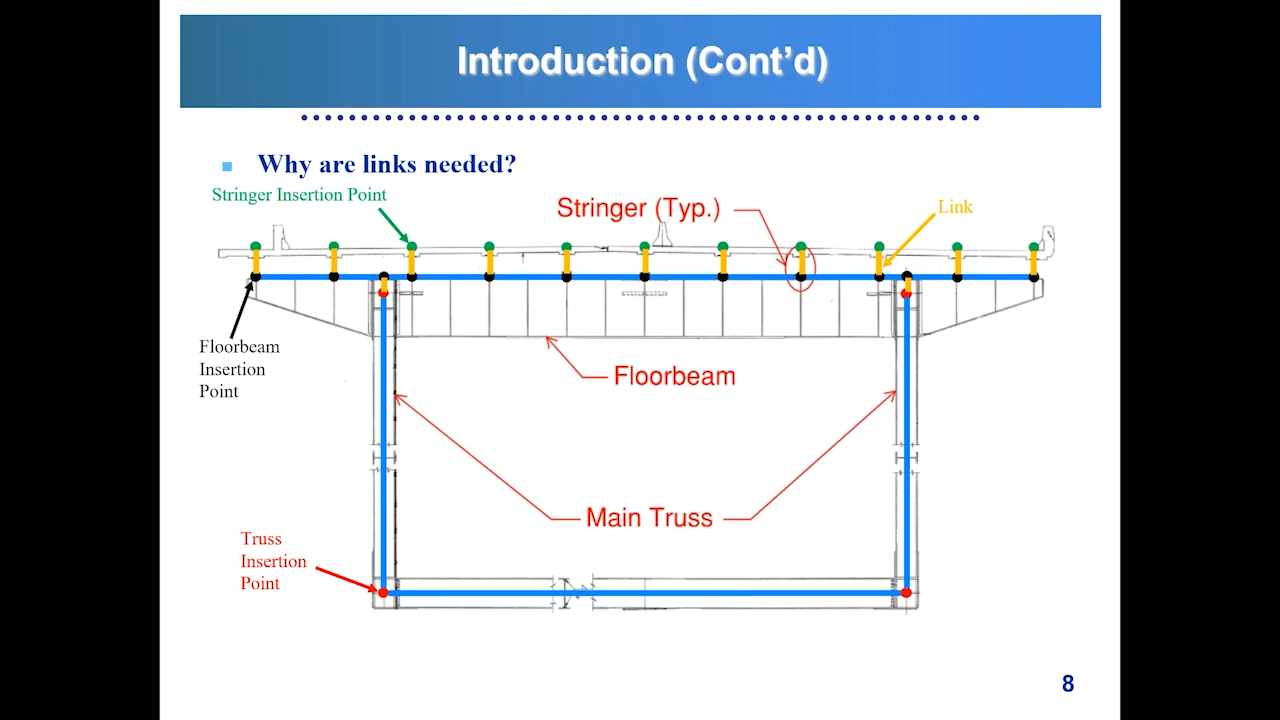 Introduction (Cont’d)
Why are links needed?
Stringer Insertion Point
Stringer (Typ.)
Link
Floorbeam
Insertion
Point
Floorbeam
Main Truss
Truss
Insertion
Point
8